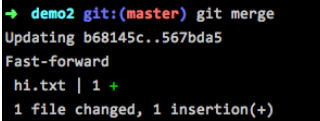 ➜ demo2 git:(master) git merge
Updating b68145c..567bda5
Fast-forward
 hi.txt | 1 +
 1 file changed, 1 insertion(+)